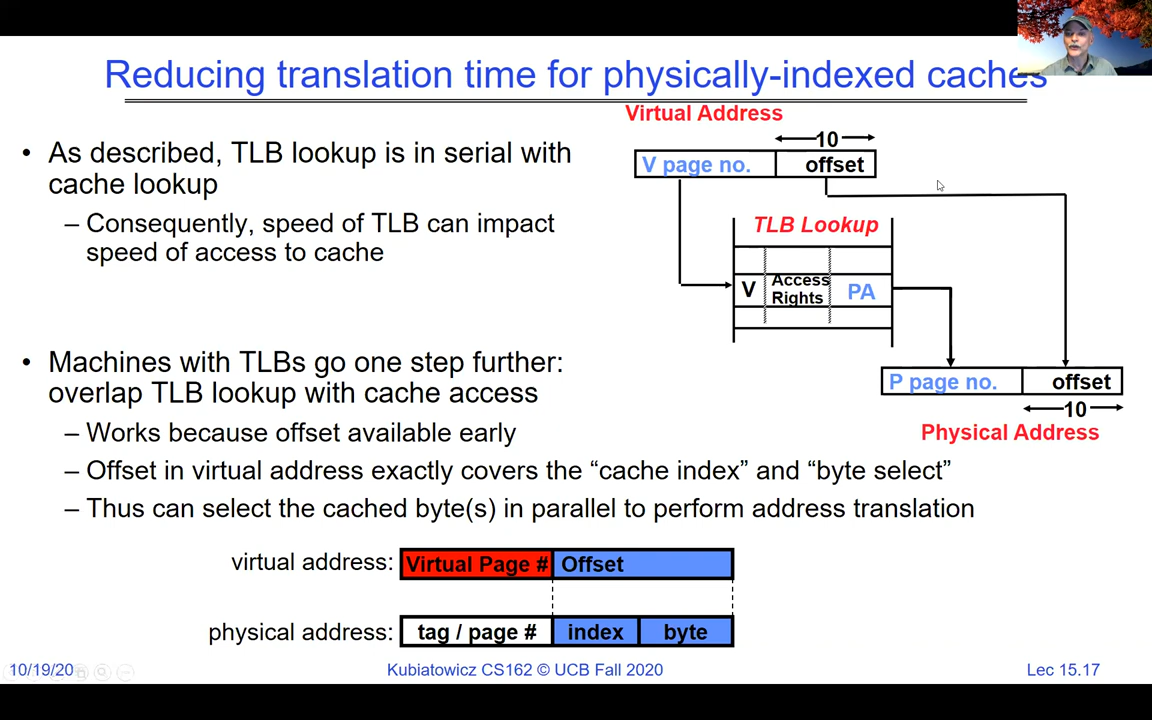 Reducing translation time for physically-indexed caches
• As described, TLB lookup is in serial with
cache lookup
– Consequently, speed of TLB can impact
speed of access to cache
Virtual Address
10
V page no.
offset
TLB Lookup
V
Access
Rights
PA
P page no.
offset
10
Physical Address
• Machines with TLBs go one step further:
overlap TLB lookup with cache access
– Works because offset available early
– Offset in virtual address exactly covers the “cache index” and “byte select”
– Thus can select the cached byte(s) in parallel to perform address translation
virtual address:
Virtual Page #
Offset
physical address:
tag / page #
index
byte
10/19/20
Kubiatowicz CS162 © UCB Fall 2020
Lec 15.17